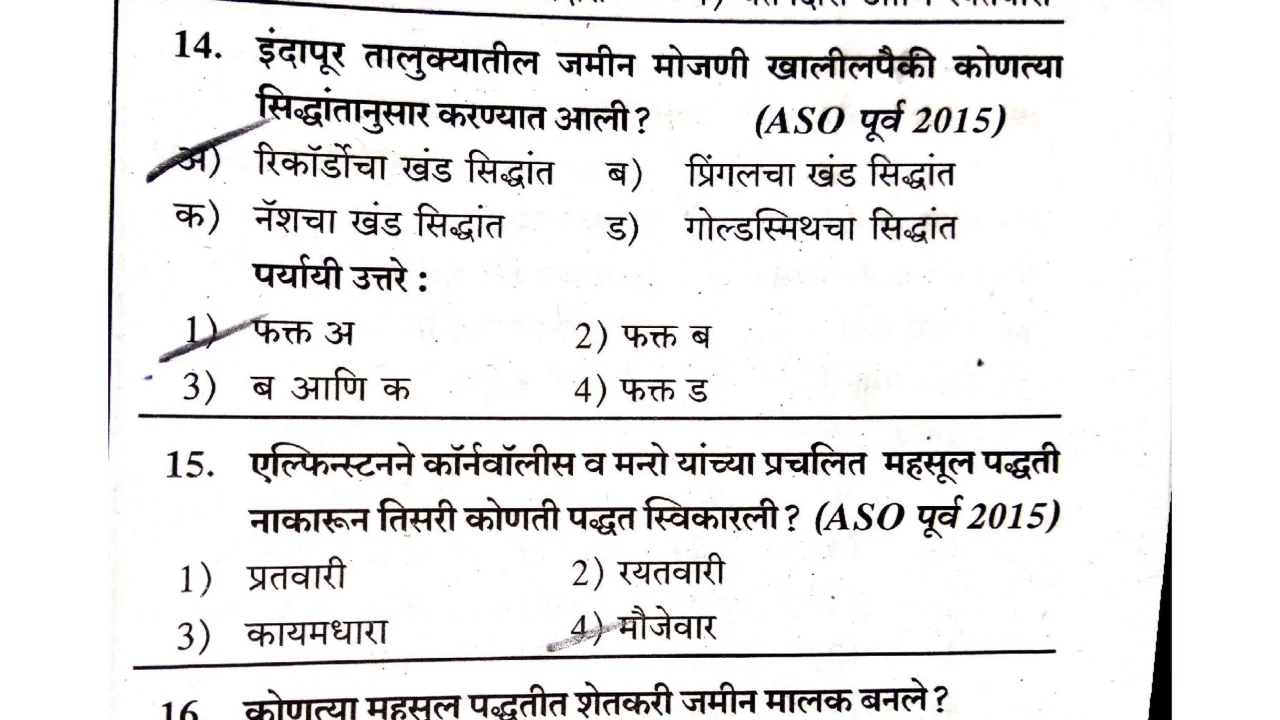 14. इंदापूर तालुक्यातील जमीन मोजणी खालीलपैकी कोणत्या
सिद्धांतानुसार करण्यात आली? (ASO पूर्व 2015)
अ) रिकॉर्डोचा खंड सिद्धांत ब) प्रिंगलचा खंड सिद्धांत
क) नॅशचा खंड सिद्धांत ड) गोल्डस्मिथचा सिद्धांत
पर्यायी उत्तरे :
1) फक्त अ 2) फक्त ब
3) ब आणि क 4) फक्त ड
15. एल्फिन्स्टनने कॉर्नवॉलीस व मन्रो यांच्या प्रचलित महसूल पद्धती
नाकारून तिसरी कोणती पद्धत स्विकारली? (ASO पूर्व 2015)
1) प्रतवारी 2) रयतवारी
3) कायमधारा 4) मौजेवार
16. कोणत्या महसूल पद्धतीत शेतकरी जमीन मालक बनले?